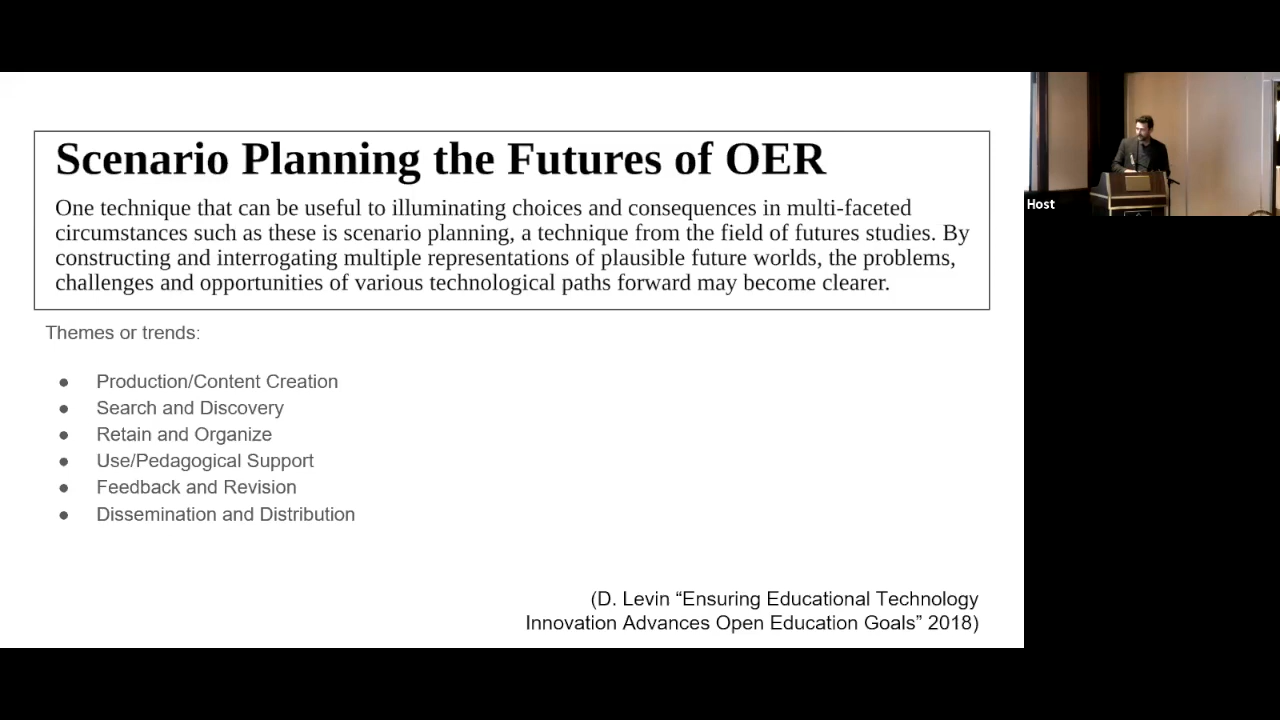 Scenario Planning the Futures of OER
One technique that can be useful to illuminating choices and consequences in multi-faceted
circumstances such as these is scenario planning, a technique from the field of futures studies. By
constructing and interrogating multiple representations of plausible future worlds, the problems,
challenges and opportunities of various technological paths forward may become clearer.
Themes or trends:
● Production/Content Creation
● Search and Discovery
● Retain and Organize
● Use/Pedagogical Support
● Feedback and Revision
● Dissemination and Distribution
(D. Levin “Ensuring Educational Technology
Innovation Advances Open Education Goals” 2018)
Host